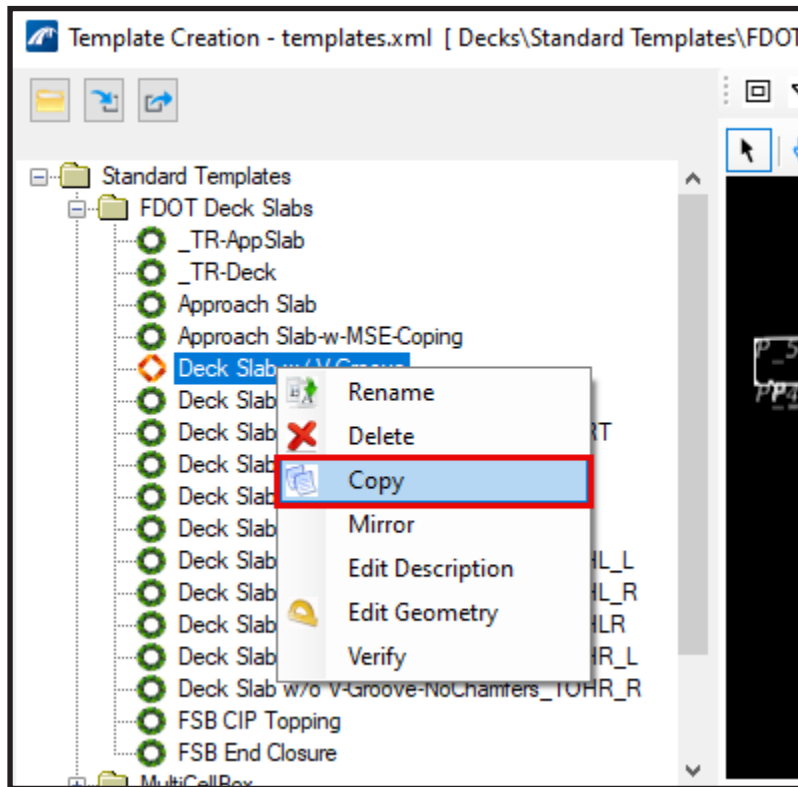 Template Creation - templates.xml [ Decks\Standard Templates\FDOT
Standard Templates
FDOT Deck Slabs
_TR-AppSlab
_TR-Deck
Approach Slab
Approach Slab-w-MSE-Coping
Deck Slab w/ V-Groove
Deck Slab
Rename
Deck Slab RT
Delete
Deck Slab
Copy
Deck Slab
Deck Slab
Mirror
Deck Slab HL_L
Edit Description
Deck Slab HL_R
Edit Geometry
Deck Slab HLR
Deck Slab HR_L
Verify
Deck Slab w/o V-Groove-NoChamfers_TOHR_R
FSB CIP Topping
FSB End Closure
MultiCellBox